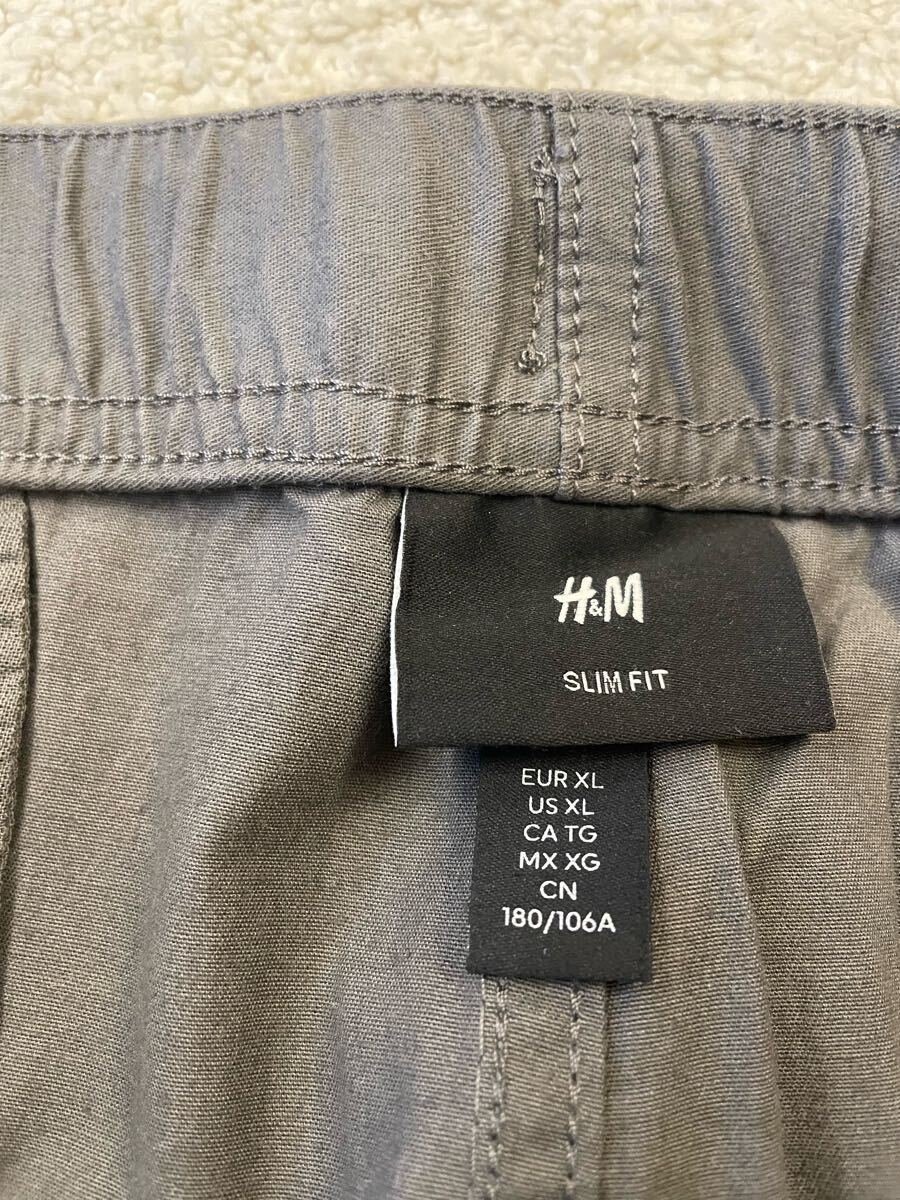 H&M
SLIM FIT
EUR XL
US XL
CA TG
MX XG
CN
180/106A